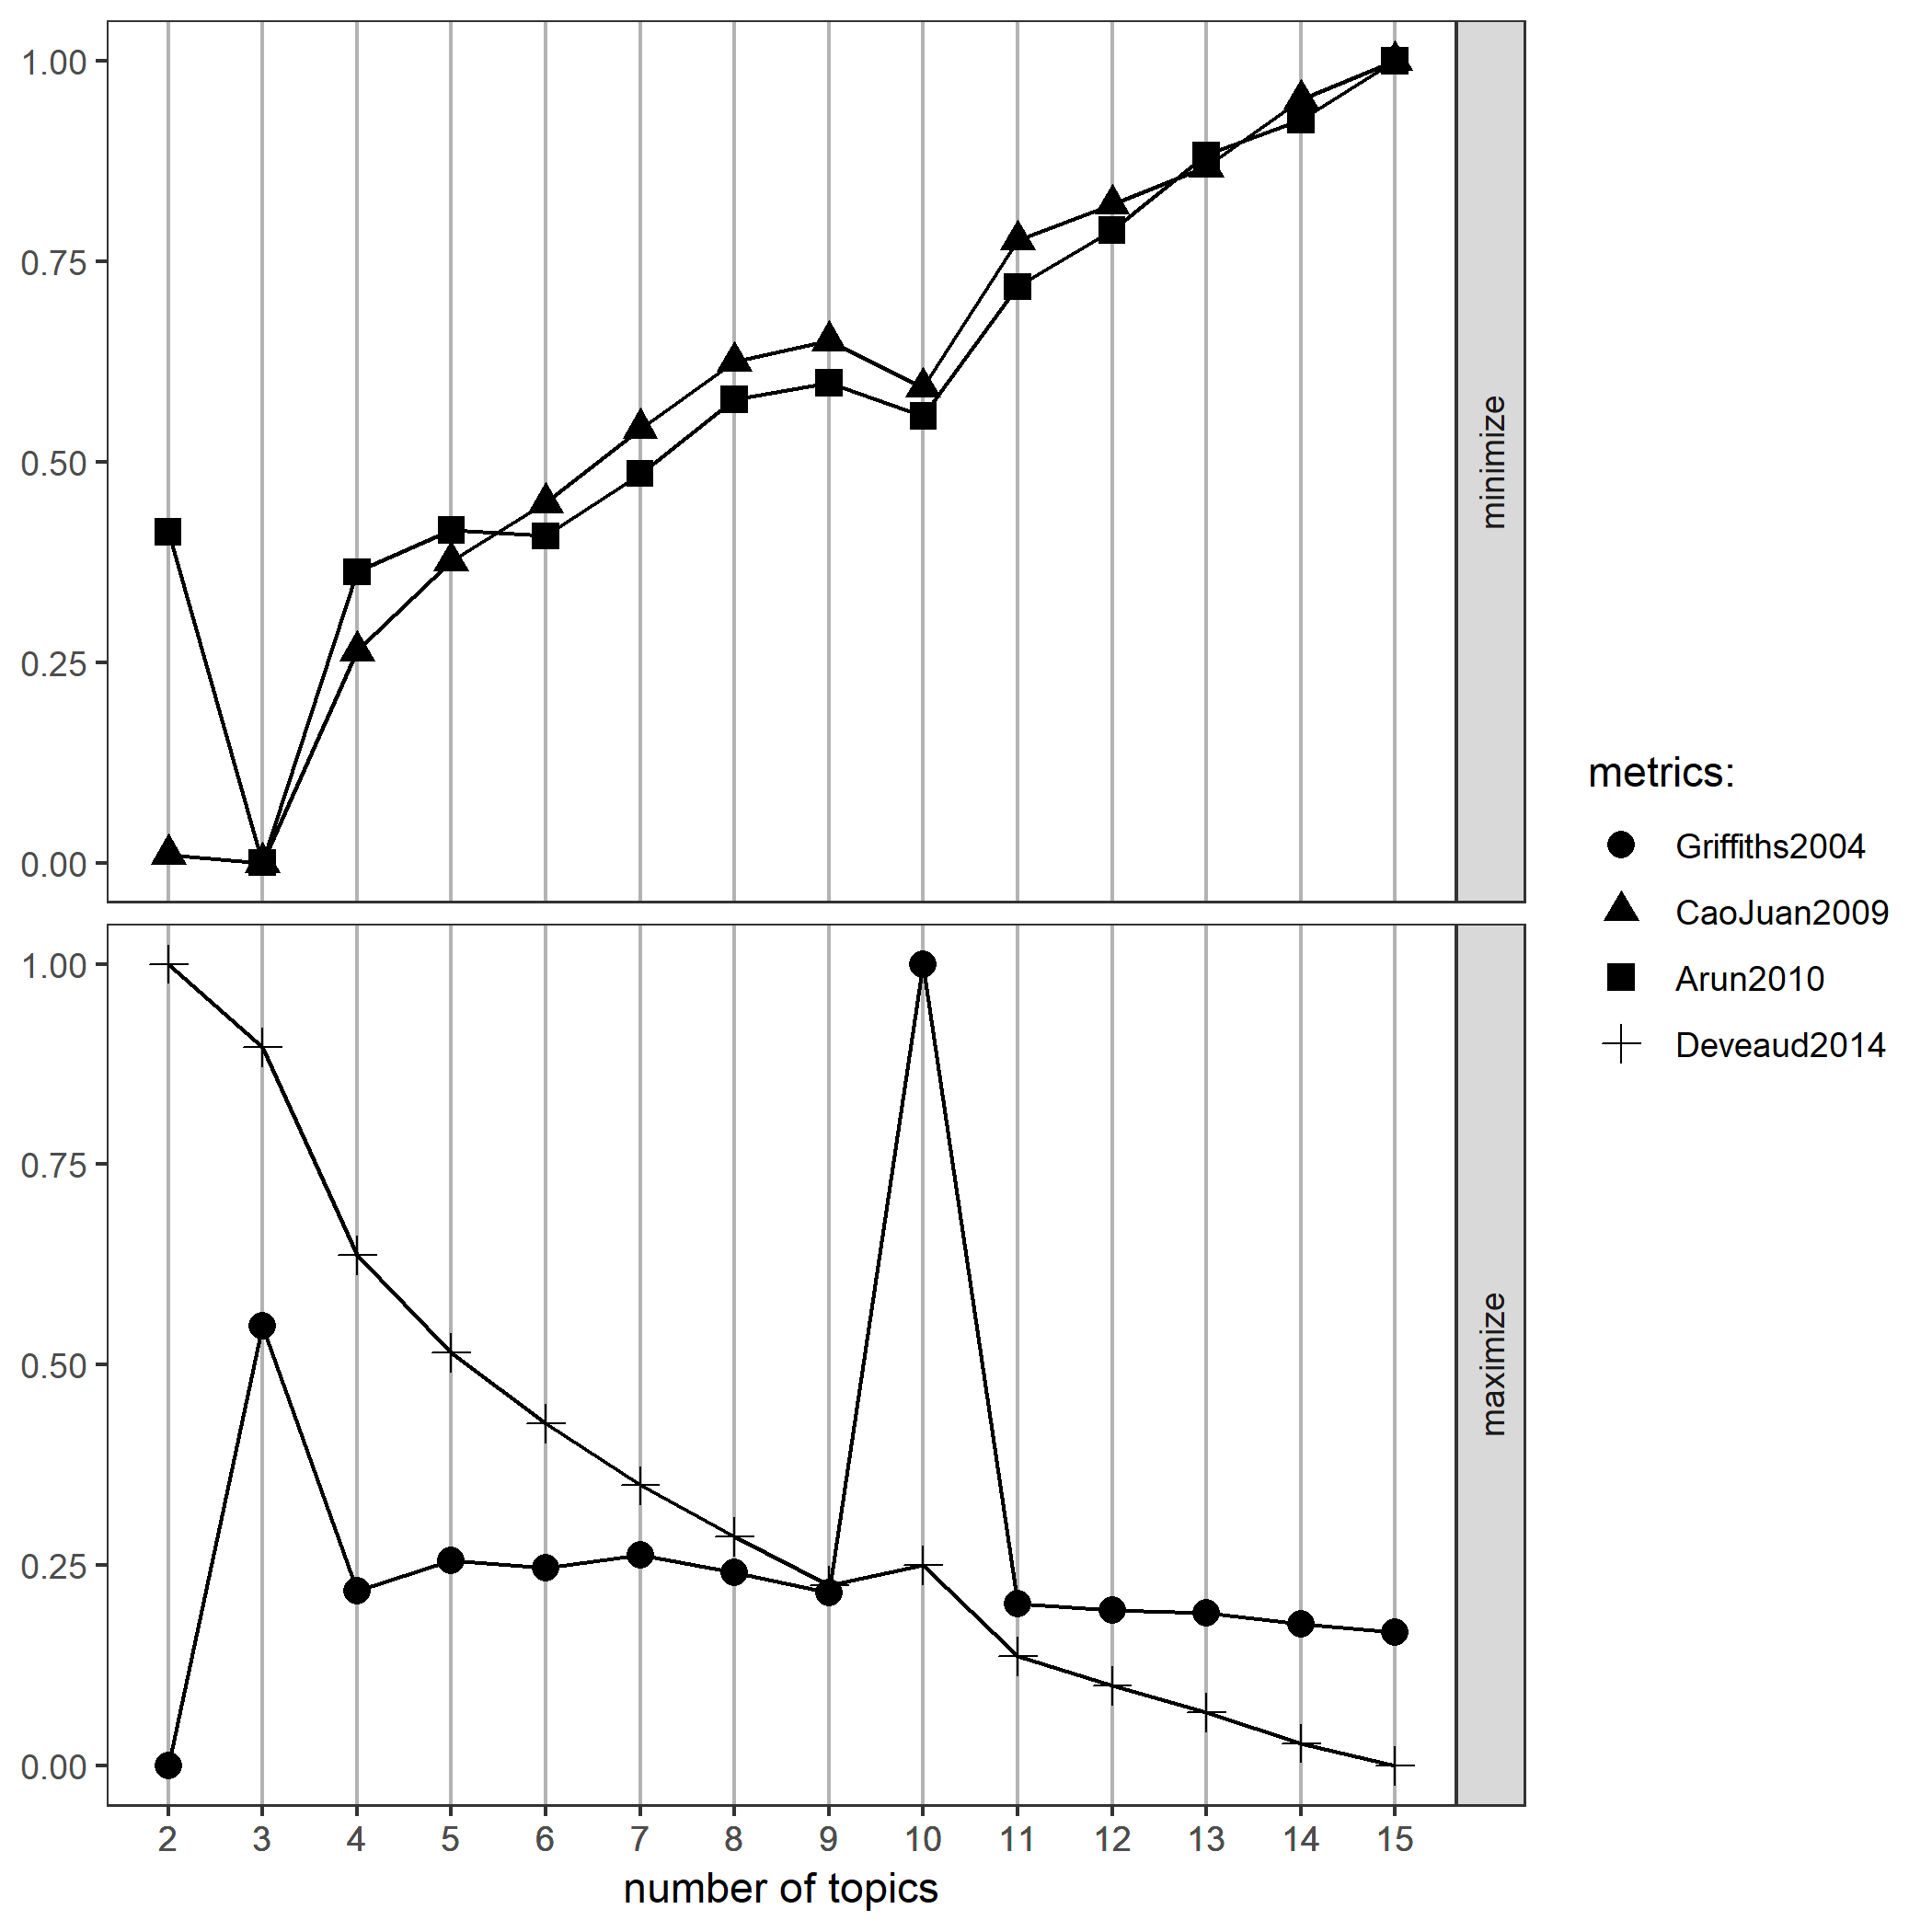 1.00
0.75
0.50
0.25
0.00
minimize
1.00
0.75
0.50
0.25
0.00
maximize
2 3 4 5 6 7 8 9 10 11 12 13 14 15
number of topics
metrics:
Griffiths2004
CaoJuan2009
Arun2010
Deveaud2014